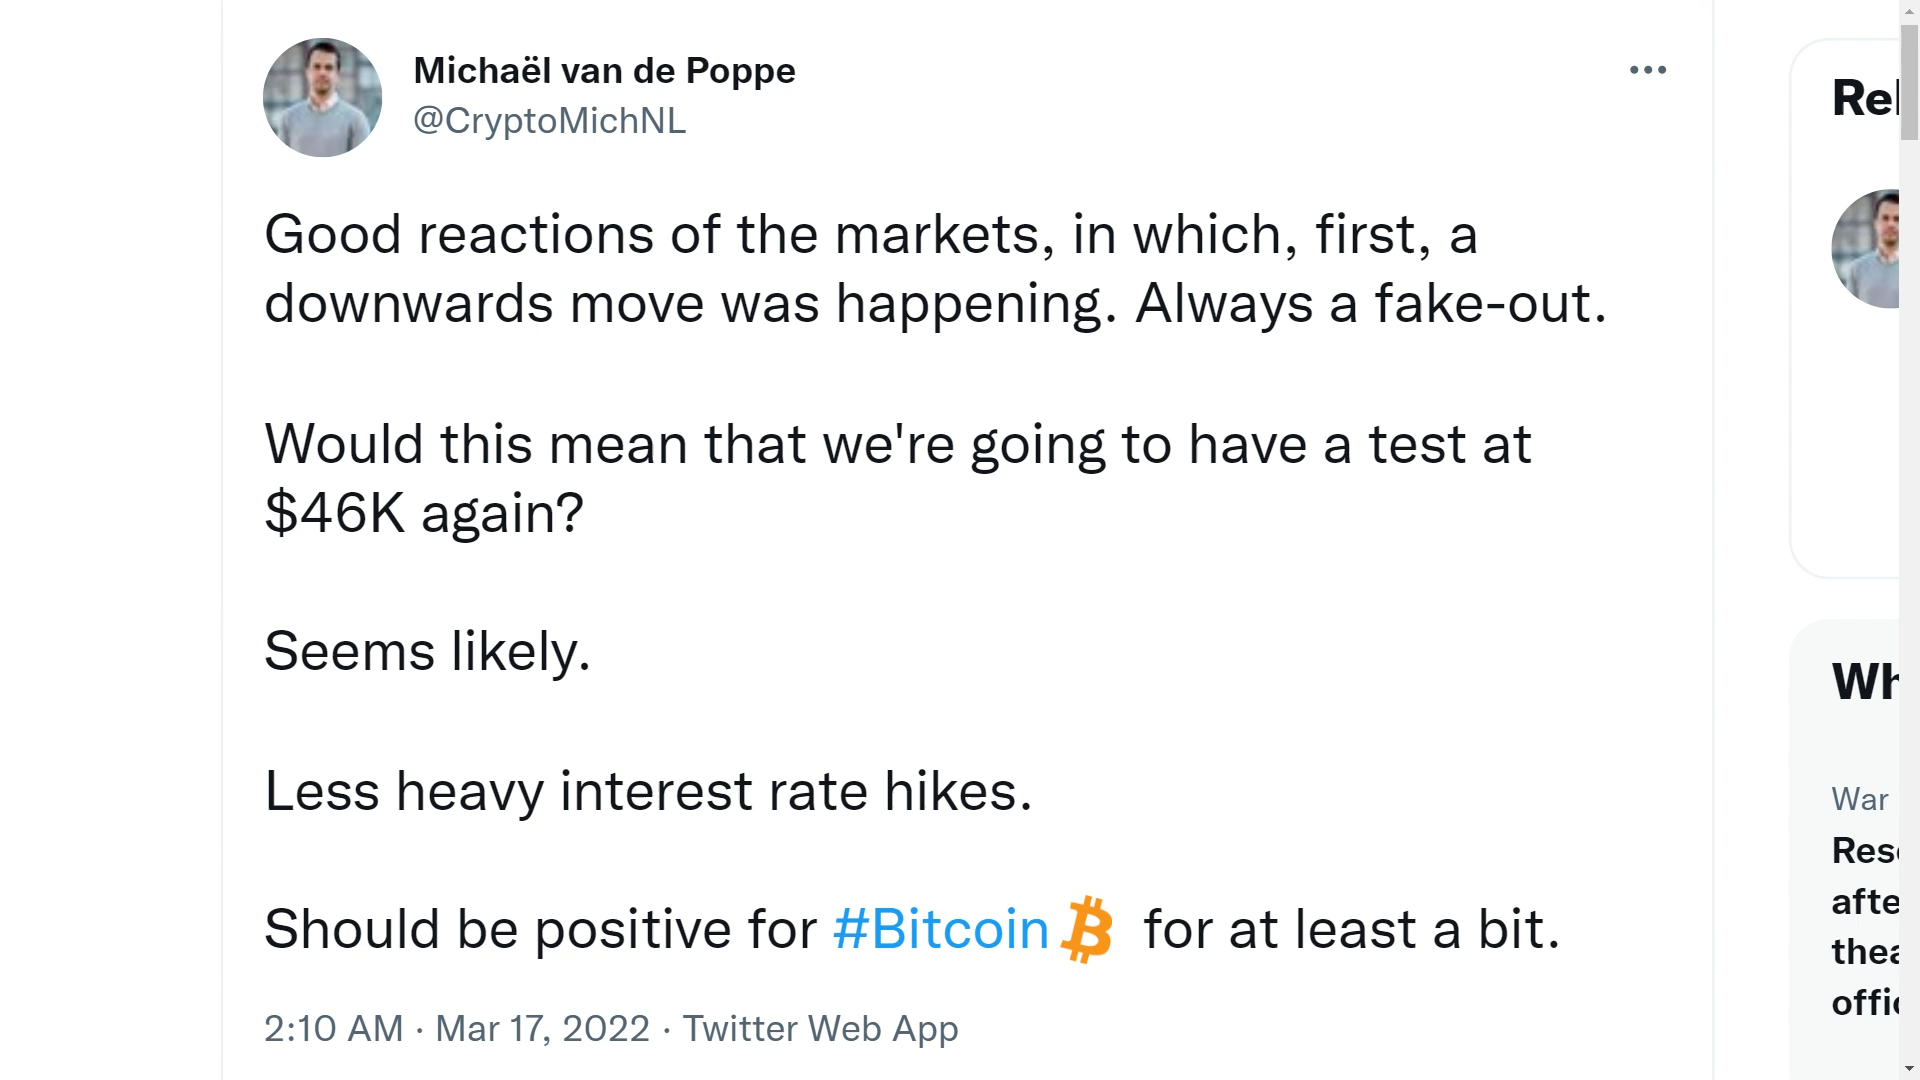 Michaël van de Poppe
@CryptoMichNL
Good reactions of the markets, in which, first, a
downwards move was happening. Always a fake-out.
Would this mean that we're going to have a test at
$46K again?
Seems likely.
Less heavy interest rate hikes.
Should be positive for #Bitcoin for at least a bit.
2:10 AM · Mar 17, 2022 · Twitter Web App
War